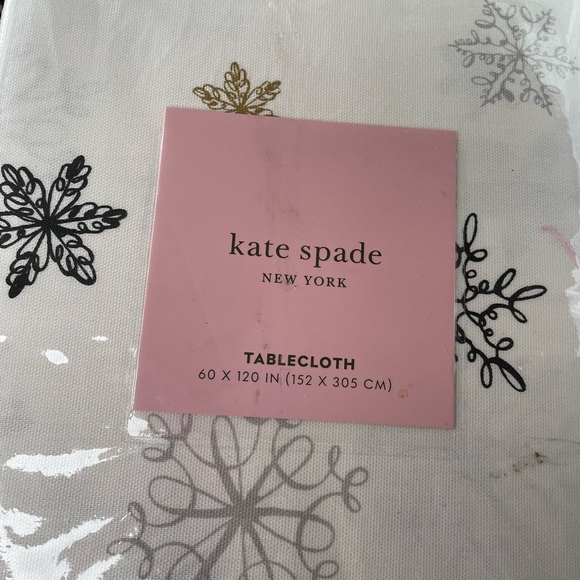 kate spade
NEW YORK
TABLECLOTH
60 X 120 IN (152 X 305 CM)